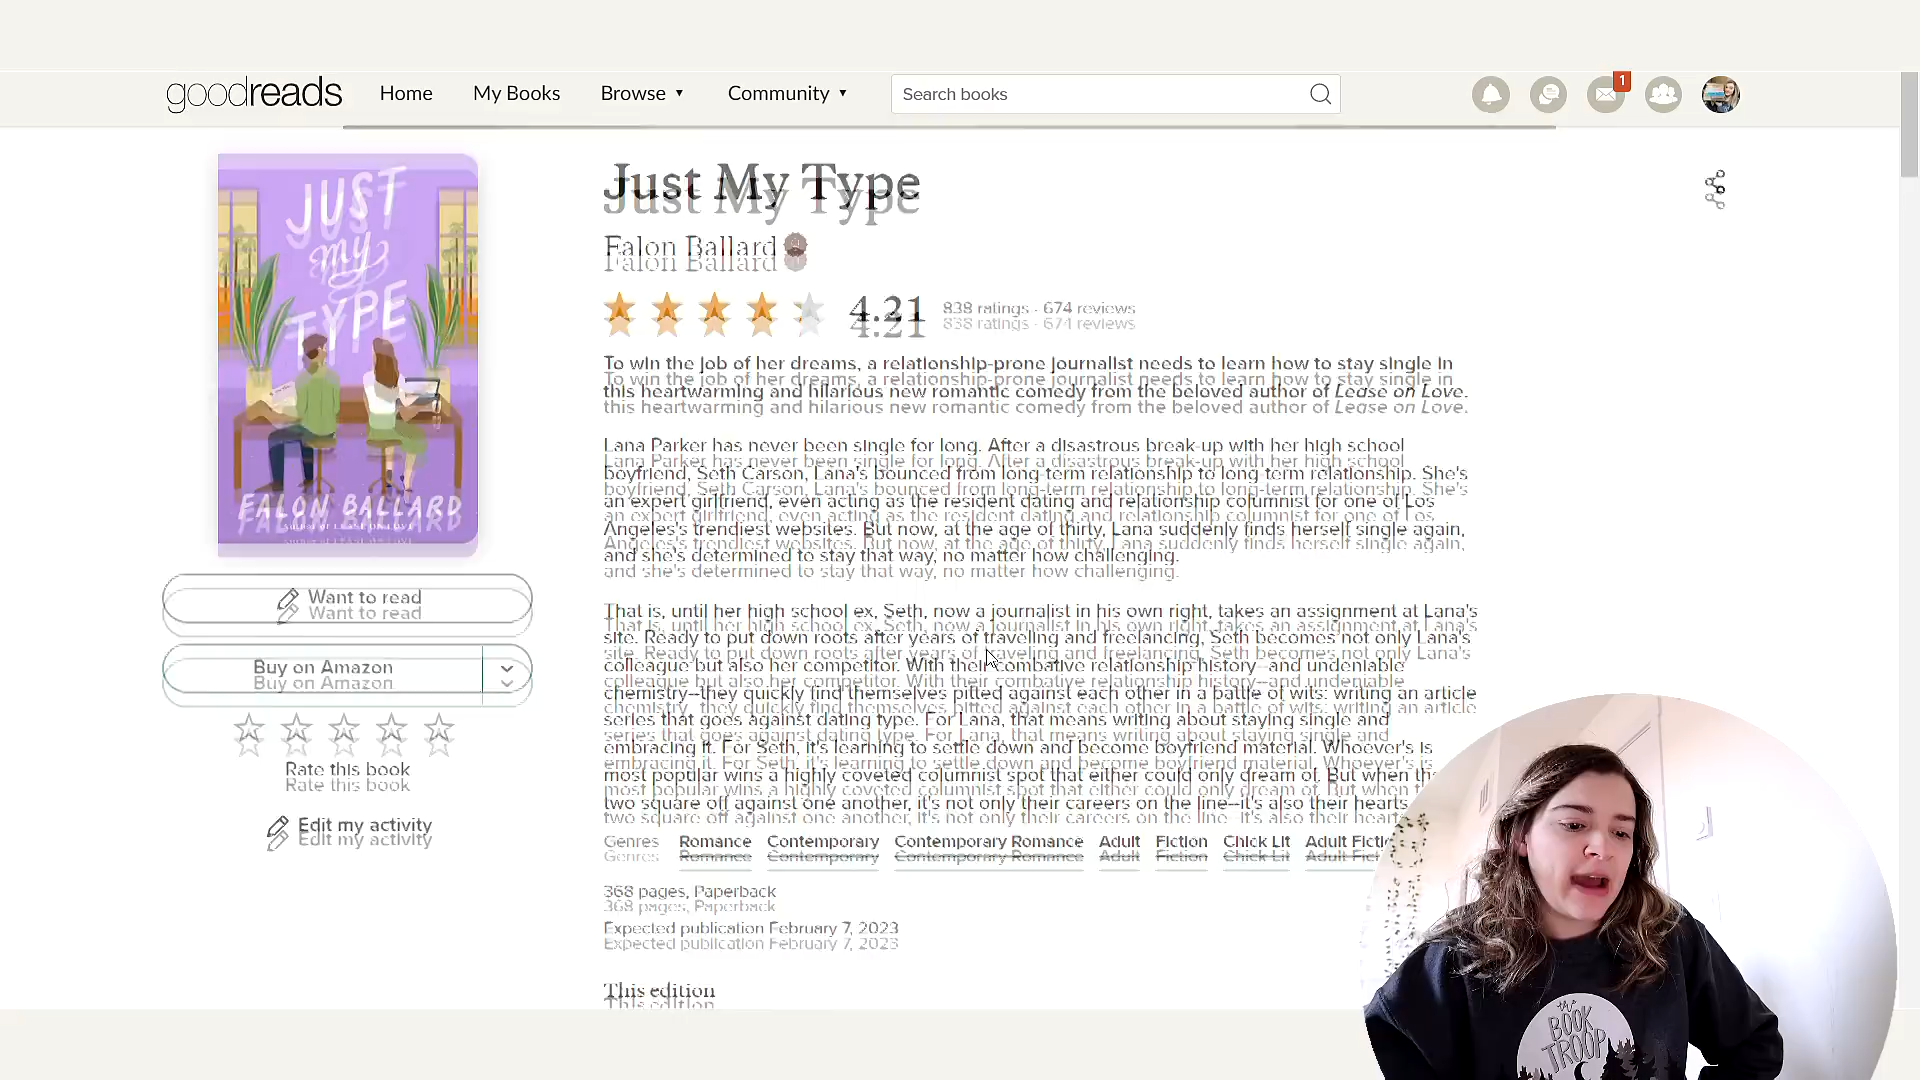 goodreads Home My Books Browse Community Search books 1
JUST
my
TYPE
FALON BALLARD
Author of LEASE ON LOVE
Want to read
Buy on Amazon
Rate this book
Edit my activity
Just My Type
Falon Ballard
4.21 838 ratings · 674 reviews
To win the job of her dreams, a relationship-prone journalist needs to learn how to stay single in
this heartwarming and hilarious new romantic comedy from the beloved author of Lease on Love.
Lana Parker has never been single for long. After a disastrous break-up with her high school
boyfriend, Seth Carson, Lana's bounced from long-term relationship to long-term relationship. She's
an expert girlfriend, even acting as the resident dating and relationship columnist for one of Los
Angeles's trendiest websites. But now, at the age of thirty, Lana suddenly finds herself single again,
and she's determined to stay that way, no matter how challenging.
That is, until her high school ex, Seth, now a journalist in his own right, takes an assignment at Lana's
site. Ready to put down roots after years of traveling and freelancing, Seth becomes not only Lana's
colleague but also her competitor. With their combative relationship history--and undeniable
chemistry--they quickly find themselves pitted against each other in a battle of wits: writing an article
series that goes against dating type. For Lana, that means writing about staying single and
embracing it. For Seth, it's learning to settle down and become boyfriend material. Whoever's is
most popular wins a highly coveted columnist spot that either could only dream of. But when
two square off against one another, it's not only their careers on the line--it's also their hearts
Genres Romance Contemporary Contemporary Romance Adult Fiction Chick Lit Adult
368 pages, Paperback
Expected publication February 7, 2023
This edition
the
BOOK
TROOP